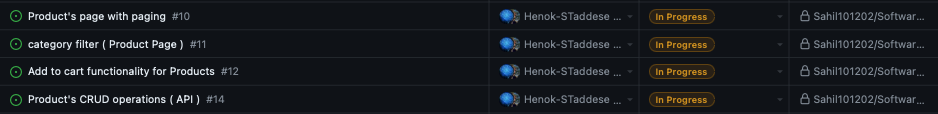 Product's page with paging #10 Henok-STaddese ... In Progress Sahil101202/Softwar...
category filter ( Product Page ) #11 Henok-STaddese ... In Progress Sahil101202/Softwar...
Add to cart functionality for Products #12 Henok-STaddese ... In Progress Sahil101202/Softwar...
Product's CRUD operations ( API ) #14 Henok-STaddese ... In Progress Sahil101202/Softwar...